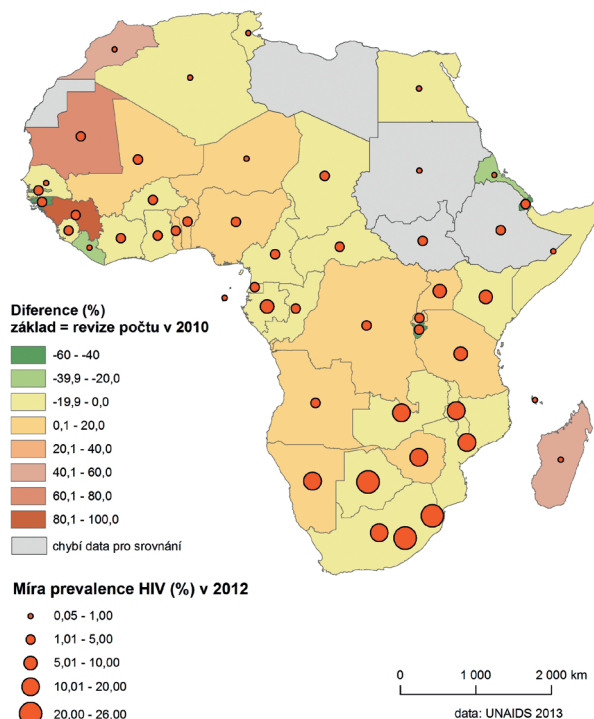 Diference (%)
základ = revize počtu v 2010
-60 - -40
-39,9 - -20,0
-19,9 - 0,0
0,1 - 20,0
20,1 - 40,0
40,1 - 60,0
60,1 - 80,0
80,1 - 100,0
chybí data pro srovnání
Míra prevalence HIV (%) v 2012
0,05 - 1,00
1,01 - 5,00
5,01 - 10,00
10,01 - 20,00
20.00 - 26.00
0 1 000 2 000 km
data: UNAIDS 2013